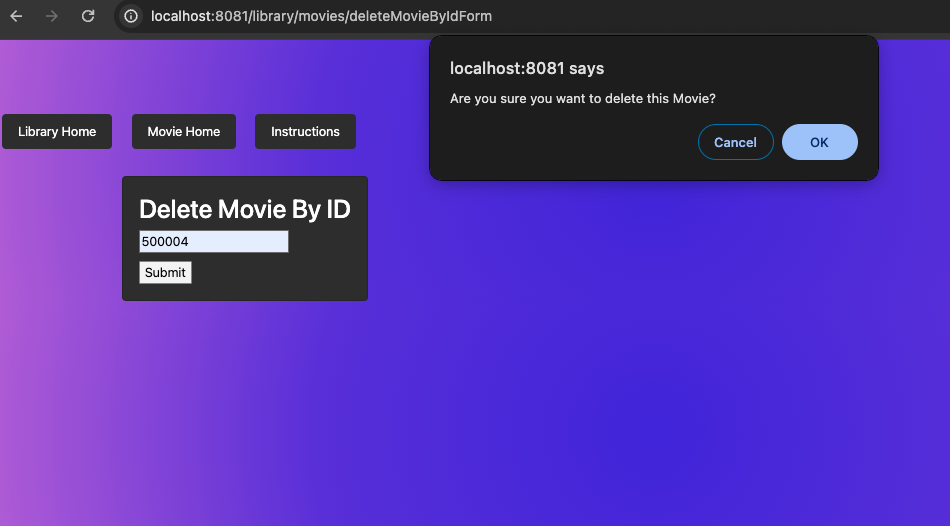 localhost:8081/library/movies/deleteMovieByIdForm
localhost:8081 says
Are you sure you want to delete this Movie?
Cancel
OK
Library Home
Movie Home
Instructions
Delete Movie By ID
500004
Submit